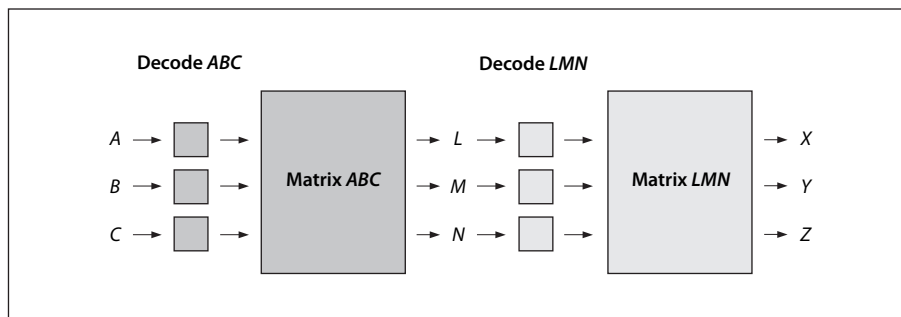 Decode ABC Decode LMN
A L X
B Matrix ABC M Matrix LMN Y
C N Z